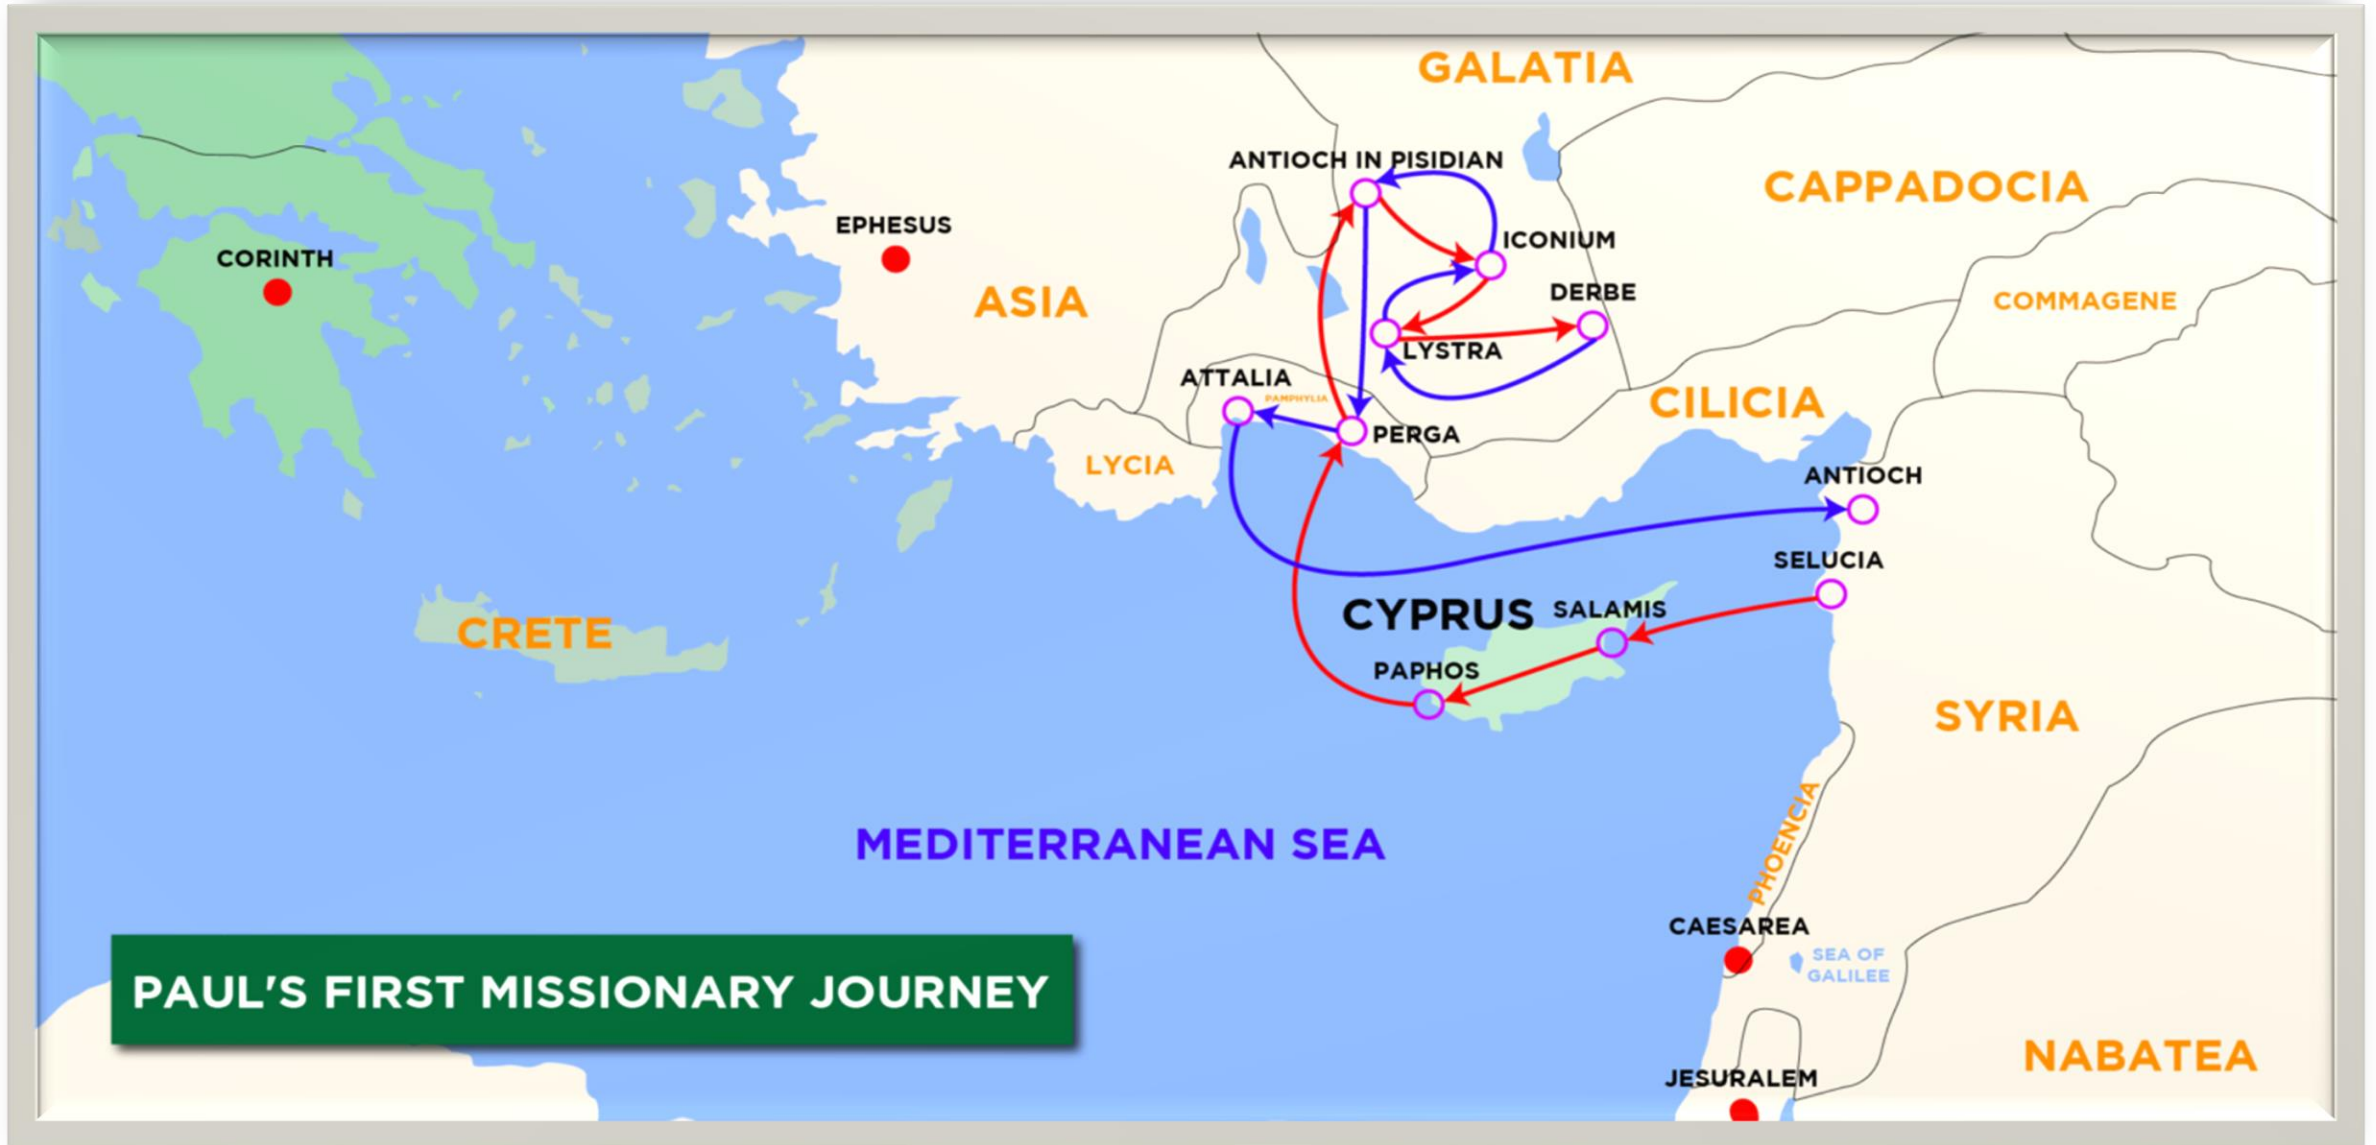 GALATIA
ANTIOCH IN PISIDIAN
CAPPADOCIA
EPHESUS
ICONIUM
CORINTH
DERBE
ASIA
COMMAGENE
LYSTRA
ATTALIA
PAMPHYLIA
CILICIA
PERGA
LYCIA
ANTIOCH
SELUCIA
CYPRUS
SALAMIS
CRETE
PAPHOS
SYRIA
MEDITERRANEAN SEA
PHOENCIA
CAESAREA
SEA OF
GALILEE
PAUL'S FIRST MISSIONARY JOURNEY
NABATEA
JESURALEM